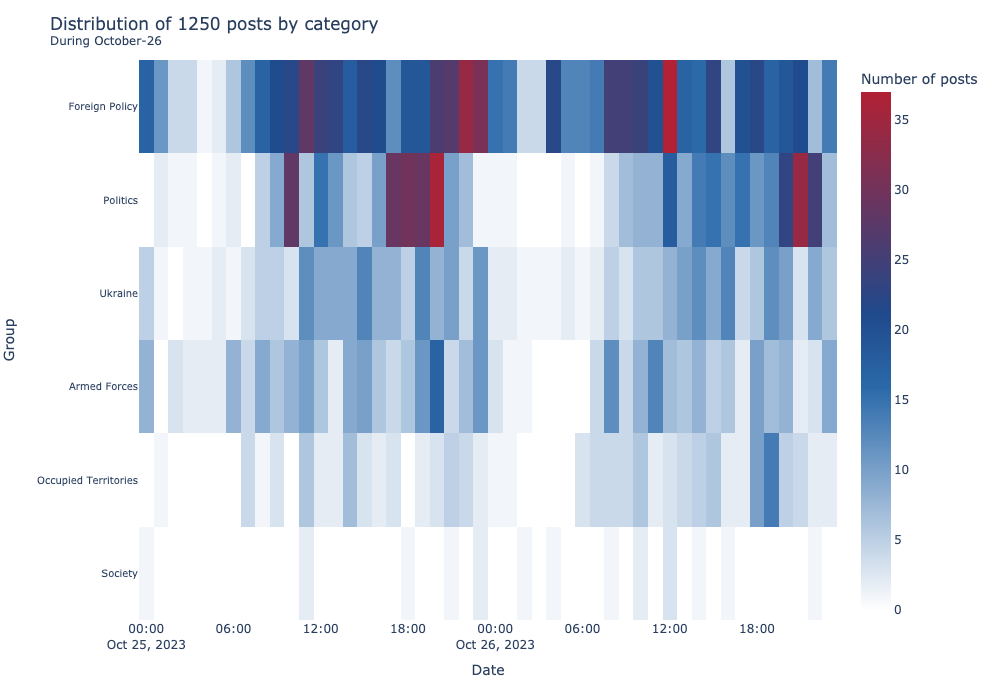 Distribution of 1250 posts by category
During October-26
Number of posts
Foreign Policy
Politics
Ukraine
Armed Forces
Occupied Territories
Society
Group
35
30
25
20
15
10
5
0
00:00 06:00 12:00 18:00 00:00 06:00 12:00 18:00
Oct 25, 2023 Oct 26, 2023
Date